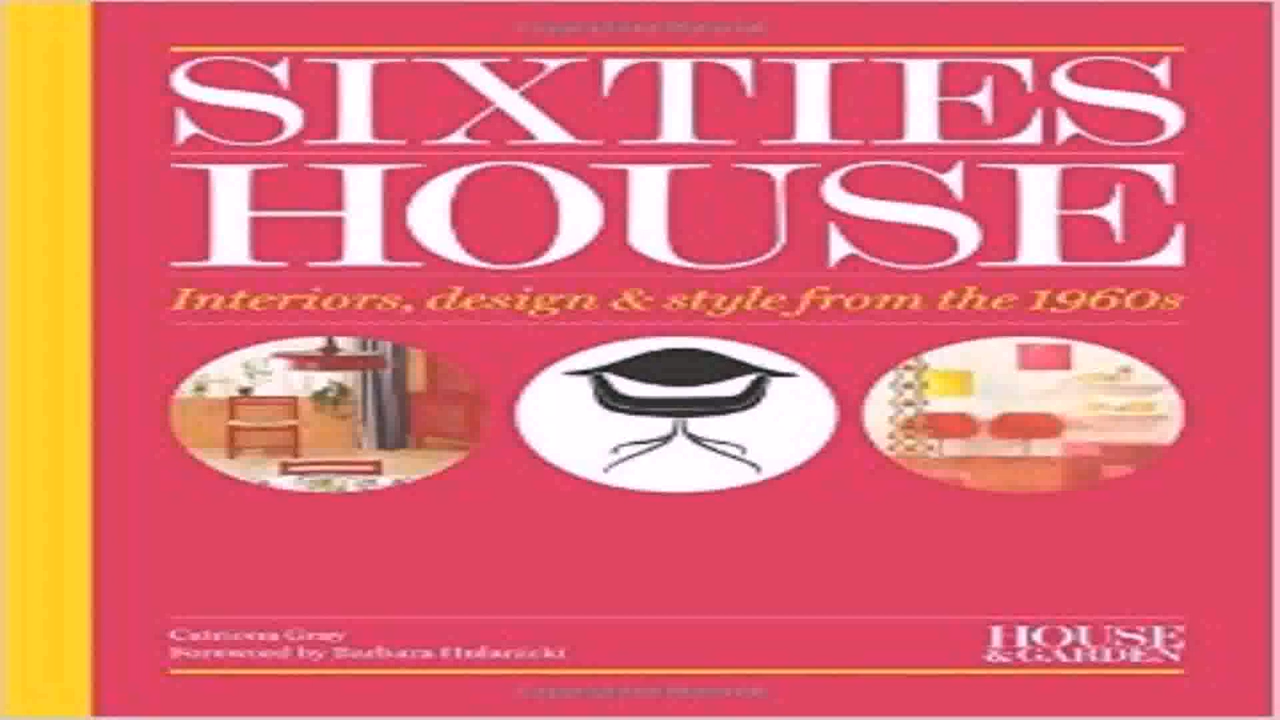 SIXTIES
HOUSE
Interiors, design & style from the 1960s
Catriona Gray
Foreword by Barbara Hulanicki
HOUSE
& GARDEN